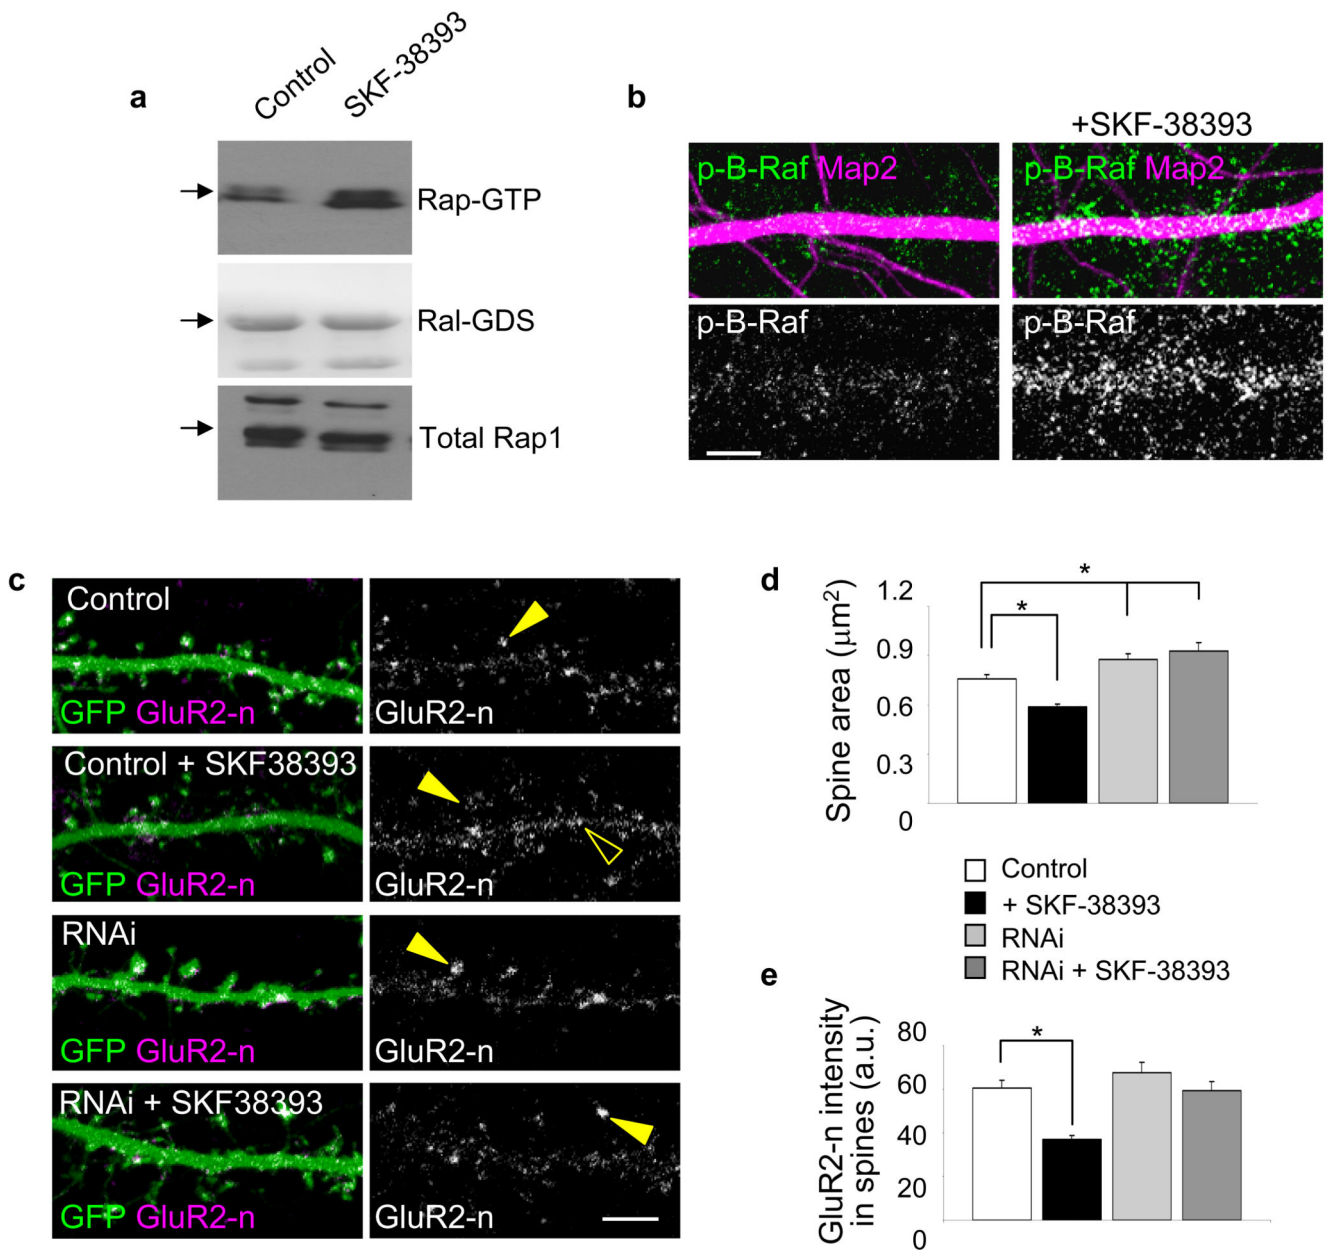 a
Control
SKF-38393
Rap-GTP
Ral-GDS
Total Rap1
b
+SKF-38393
p-B-Raf Map2
p-B-Raf Map2
p-B-Raf
p-B-Raf
c
Control
GFP GluR2-n
GluR2-n
Control + SKF38393
GFP GluR2-n
GluR2-n
RNAi
GFP GluR2-n
GluR2-n
RNAi + SKF38393
GFP GluR2-n
GluR2-n
d
Spine area (μm²)
1.2
0.9
0.6
0.3
0
*
*
Control
+ SKF-38393
RNAi
RNAi + SKF-38393
e
GluR2-n intensity
in spines (a.u.)
80
60
40
20
0
*